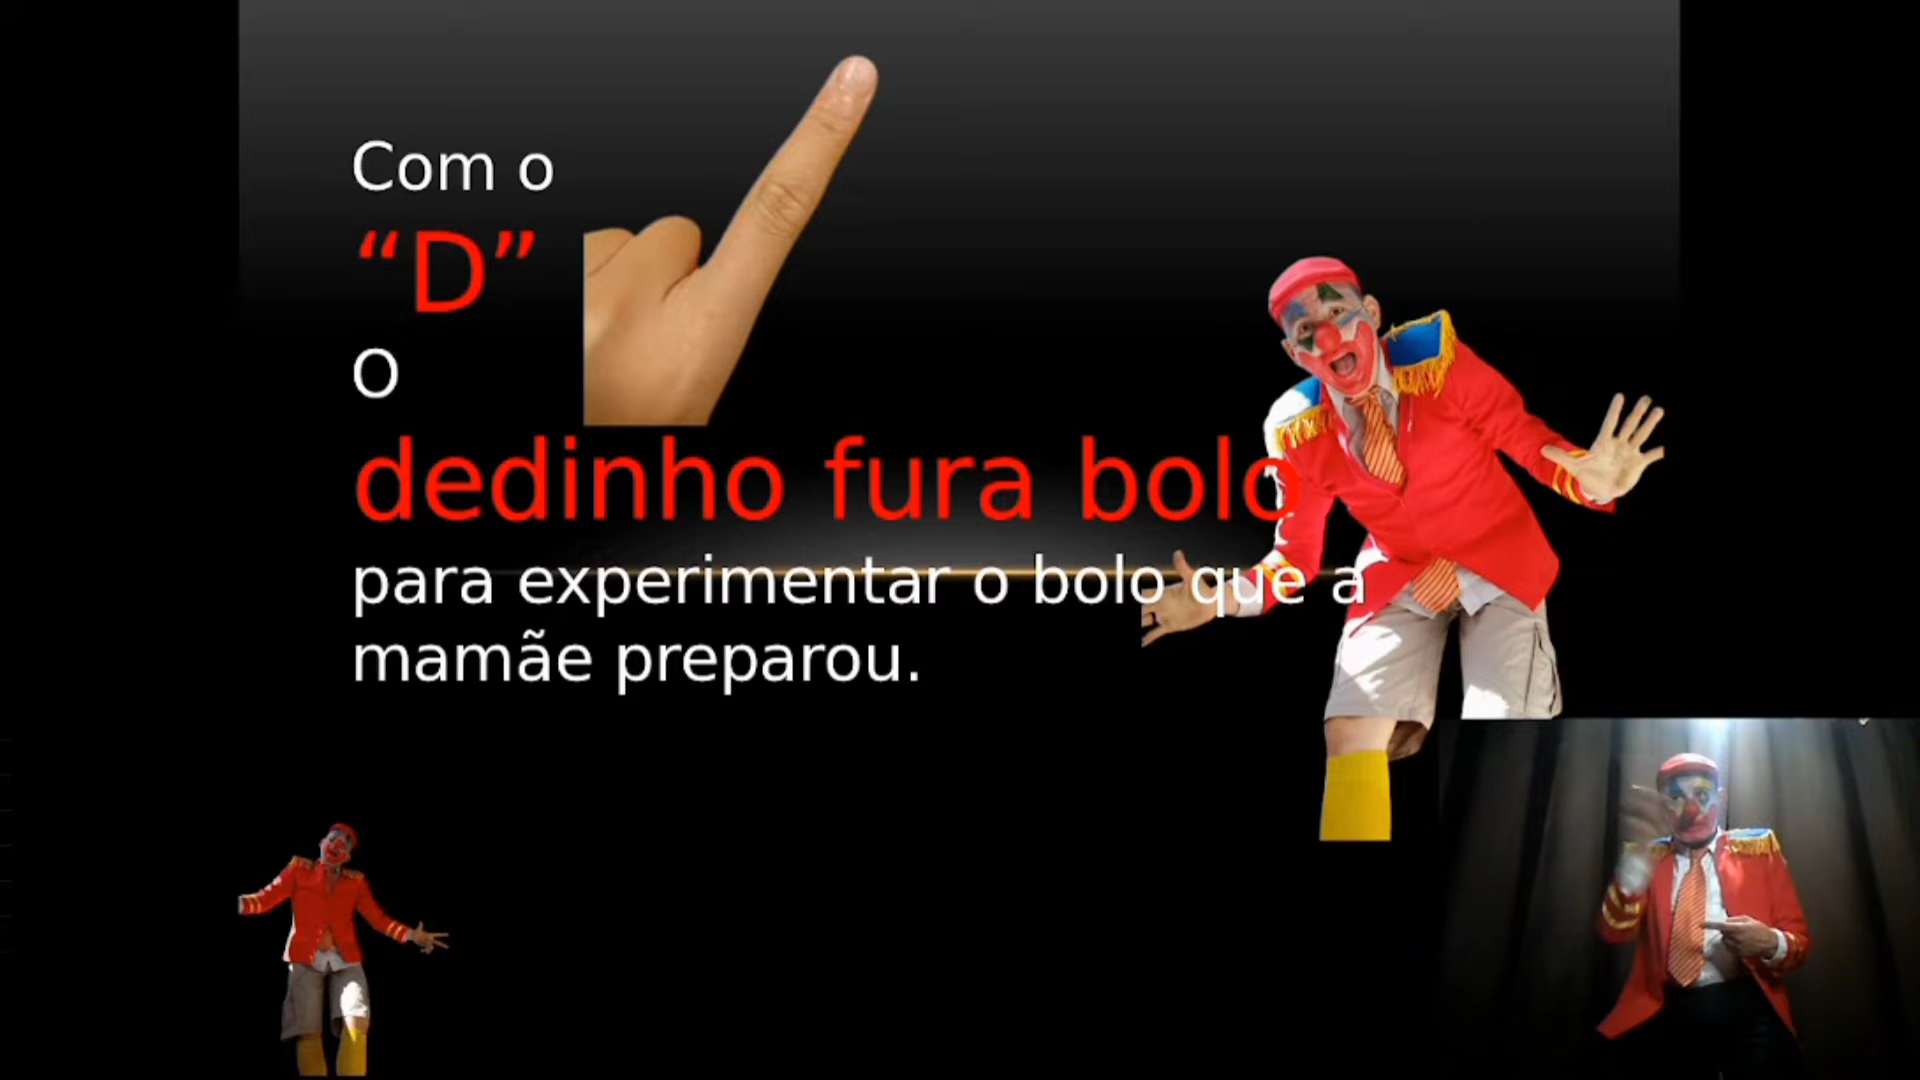 Com o
“D”
o
dedinho fura bolo
para experimentar o bolo que a
mamãe preparou.